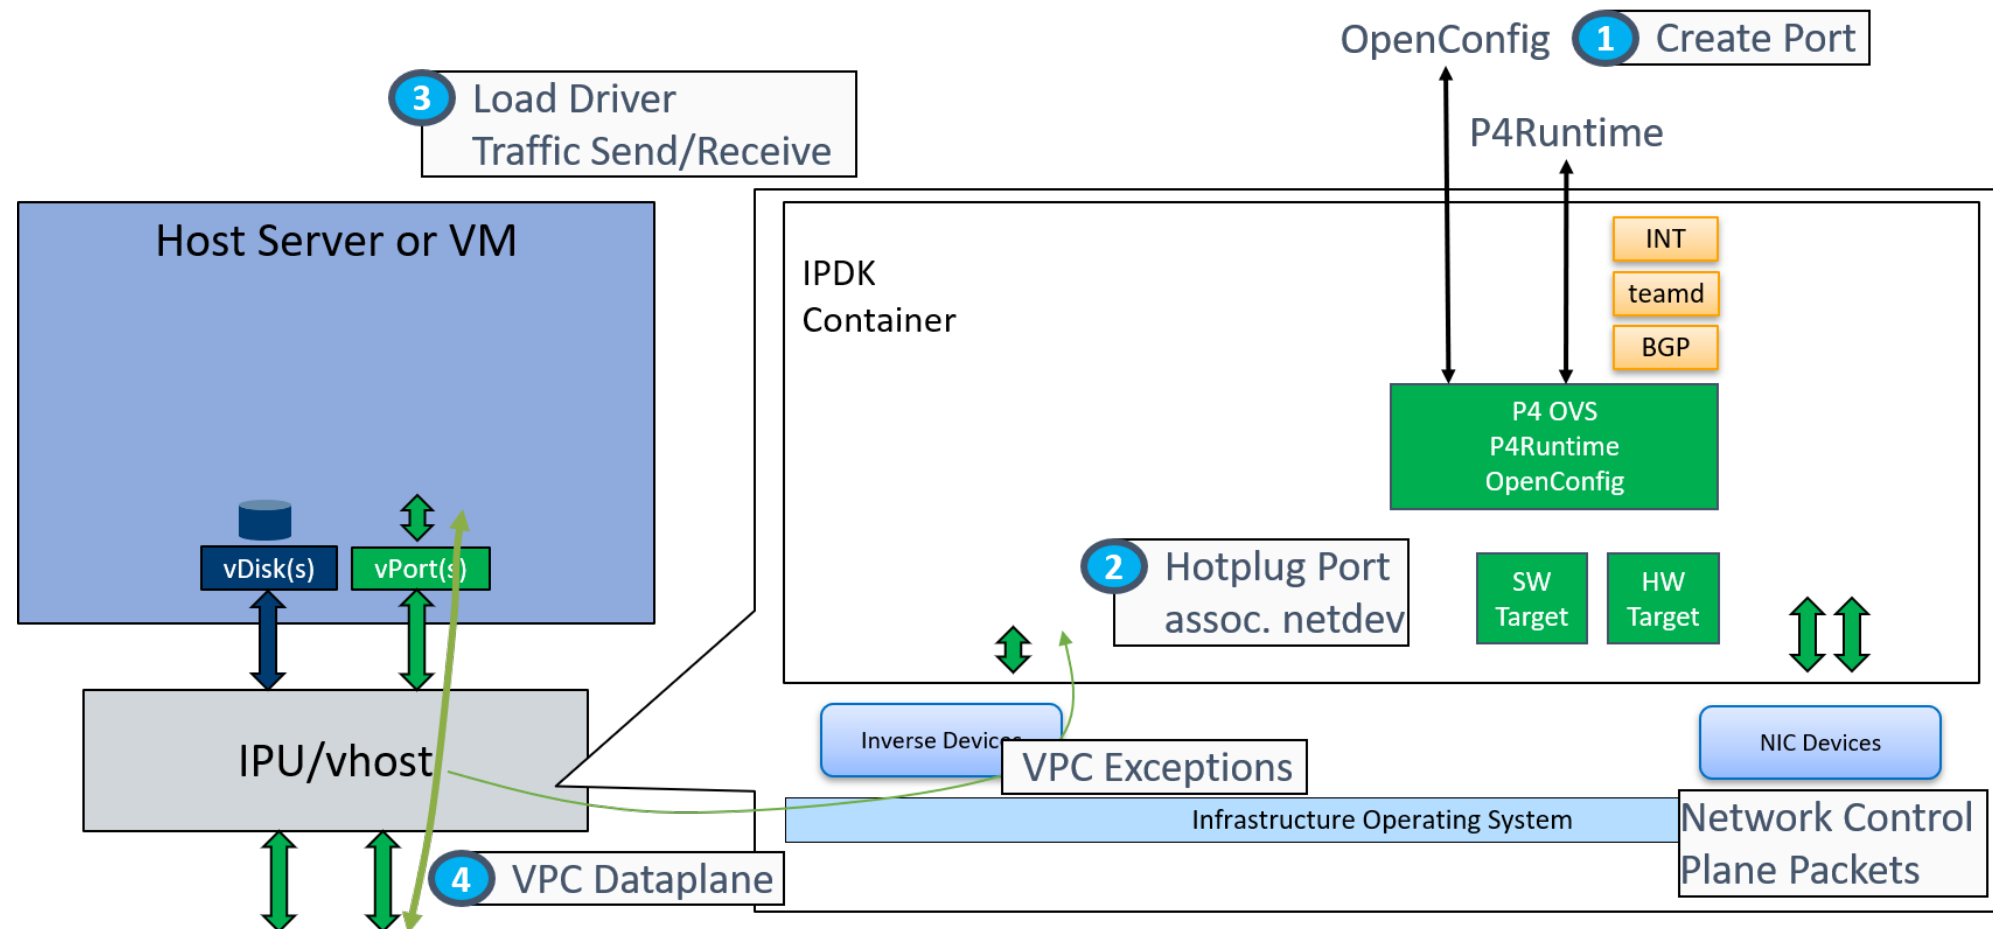 OpenConfig
1 Create Port
3 Load Driver
Traffic Send/Receive
P4Runtime
Host Server or VM
IPDK
Container
INT
teamd
BGP
P4 OVS
P4Runtime
OpenConfig
vDisk(s)
vPort(s)
2 Hotplug Port
assoc. netdev
SW
Target
HW
Target
IPU/vhost
Inverse Devices
VPC Exceptions
NIC Devices
Infrastructure Operating System
Network Control
Plane Packets
4 VPC Dataplane